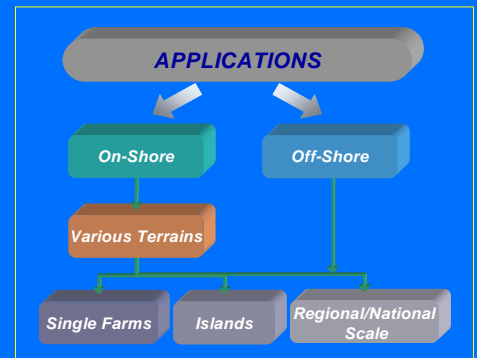 APPLICATIONS
On-Shore
Off-Shore
Various Terrains
Single Farms
Islands
Regional/National
Scale